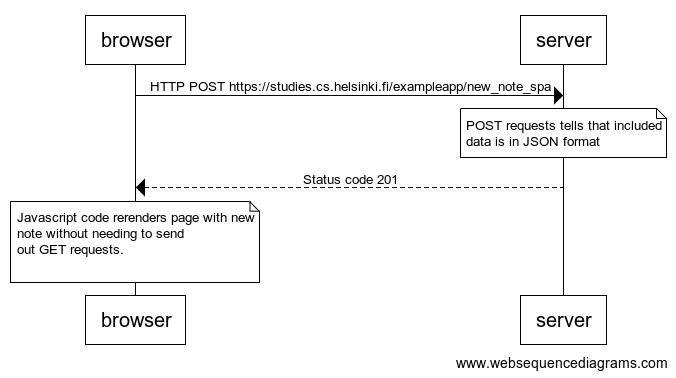 browser
server
HTTP POST https://studies.cs.helsinki.fi/exampleapp/new_note_spa
POST requests tells that included
data is in JSON format
Status code 201
Javascript code rerenders page with new
note without needing to send
out GET requests.
browser
server
www.websequencediagrams.com